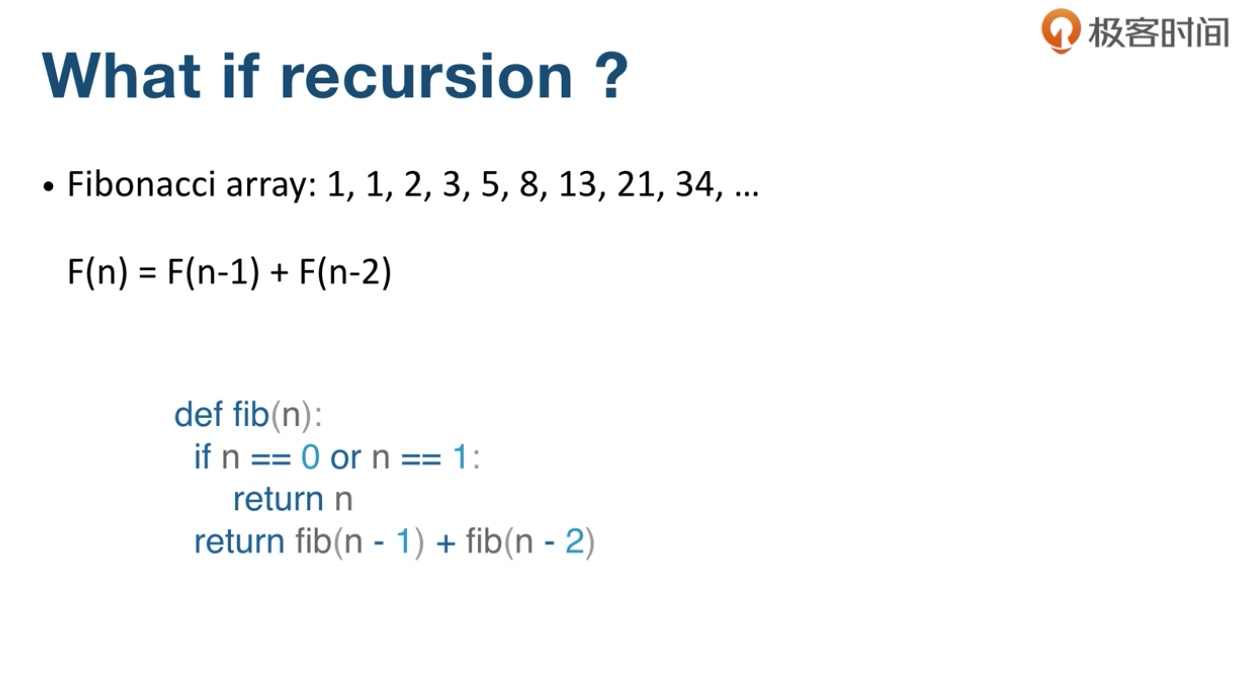 极客时间
What if recursion ?
• Fibonacci array: 1, 1, 2, 3, 5, 8, 13, 21, 34, ...
F(n) = F(n-1) + F(n-2)
def fib(n):
if n == 0 or n == 1:
return n
return fib(n - 1) + fib(n - 2)